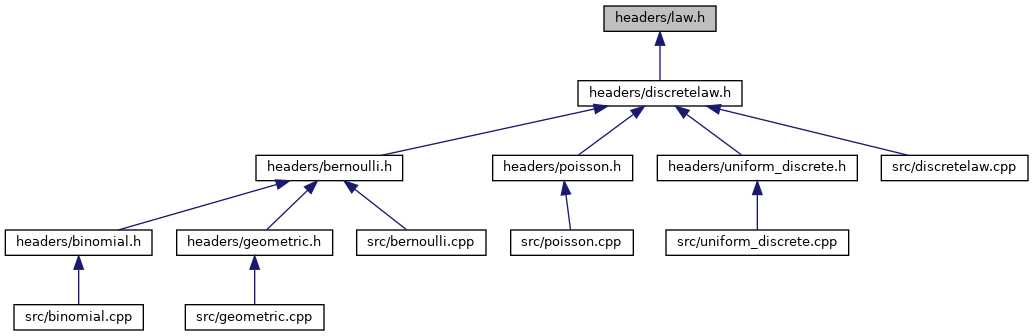 headers/law.h
headers/discretelaw.h
headers/bernoulli.h
headers/poisson.h
headers/uniform_discrete.h
src/discretelaw.cpp
headers/binomial.h
headers/geometric.h
src/bernoulli.cpp
src/poisson.cpp
src/uniform_discrete.cpp
src/binomial.cpp
src/geometric.cpp